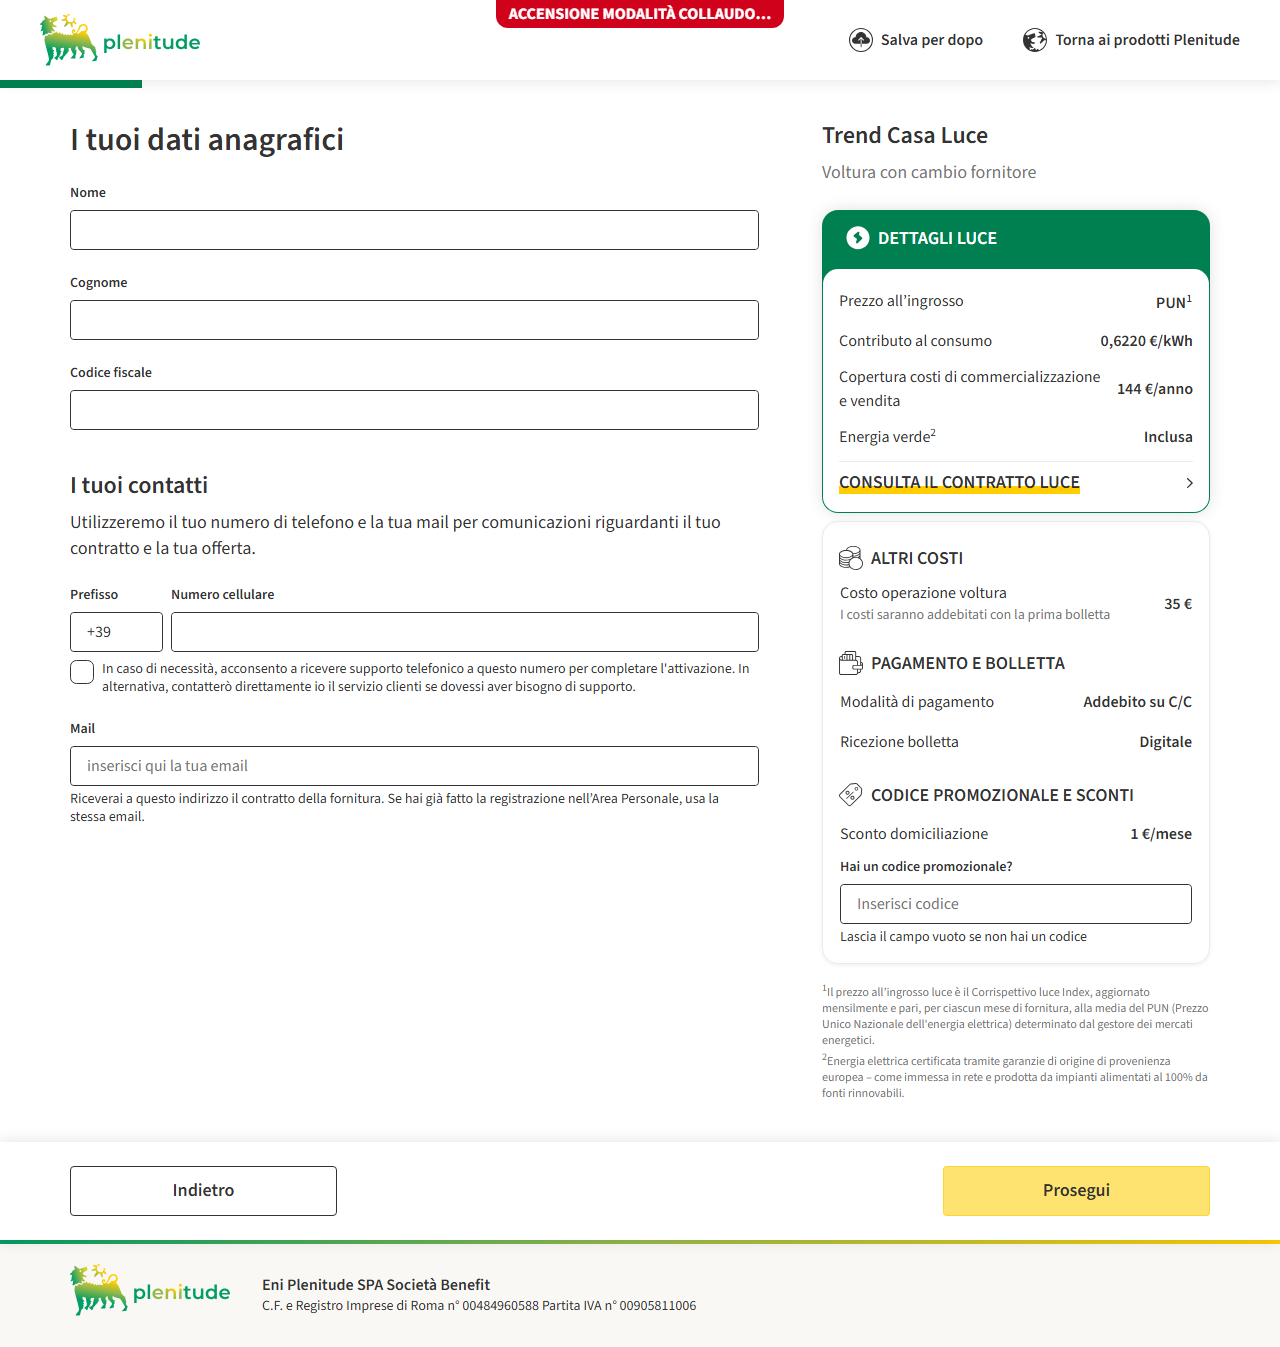 ACCENSIONE MODALITÀ COLLAUDO...
plenitude
Salva per dopo
Torna ai prodotti Plenitude
I tuoi dati anagrafici
Nome
Cognome
Codice fiscale
I tuoi contatti
Utilizzeremo il tuo numero di telefono e la tua mail per comunicazioni riguardanti il tuo
contratto e la tua offerta.
Prefisso
Numero cellulare
+39
In caso di necessità, acconsento a ricevere supporto telefonico a questo numero per completare l'attivazione. In
alternativa, contatterò direttamente io il servizio clienti se dovessi aver bisogno di supporto.
Mail
inserisci qui la tua email
Riceverai a questo indirizzo il contratto della fornitura. Se hai già fatto la registrazione nell’Area Personale, usa la
stessa email.
Trend Casa Luce
Voltura con cambio fornitore
DETTAGLI LUCE
Prezzo all’ingrosso
PUN¹
Contributo al consumo
0,6220 €/kWh
Copertura costi di commercializzazione
e vendita
144 €/anno
Energia verde²
Inclusa
CONSULTA IL CONTRATTO LUCE
ALTRI COSTI
Costo operazione voltura
I costi saranno addebitati con la prima bolletta
35 €
PAGAMENTO E BOLLETTA
Modalità di pagamento
Addebito su C/C
Ricezione bolletta
Digitale
CODICE PROMOZIONALE E SCONTI
Sconto domiciliazione
1 €/mese
Hai un codice promozionale?
Inserisci codice
Lascia il campo vuoto se non hai un codice
¹Il prezzo all’ingrosso luce è il Corrispettivo luce Index, aggiornato
mensilmente e pari, per ciascun mese di fornitura, alla media del PUN (Prezzo
Unico Nazionale dell'energia elettrica) determinato dal gestore dei mercati
energetici.
²Energia elettrica certificata tramite garanzie di origine di provenienza
europea – come immessa in rete e prodotta da impianti alimentati al 100% da
fonti rinnovabili.
Indietro
Prosegui
plenitude
Eni Plenitude SPA Società Benefit
C.F. e Registro Imprese di Roma n° 00484960588 Partita IVA n° 00905811006